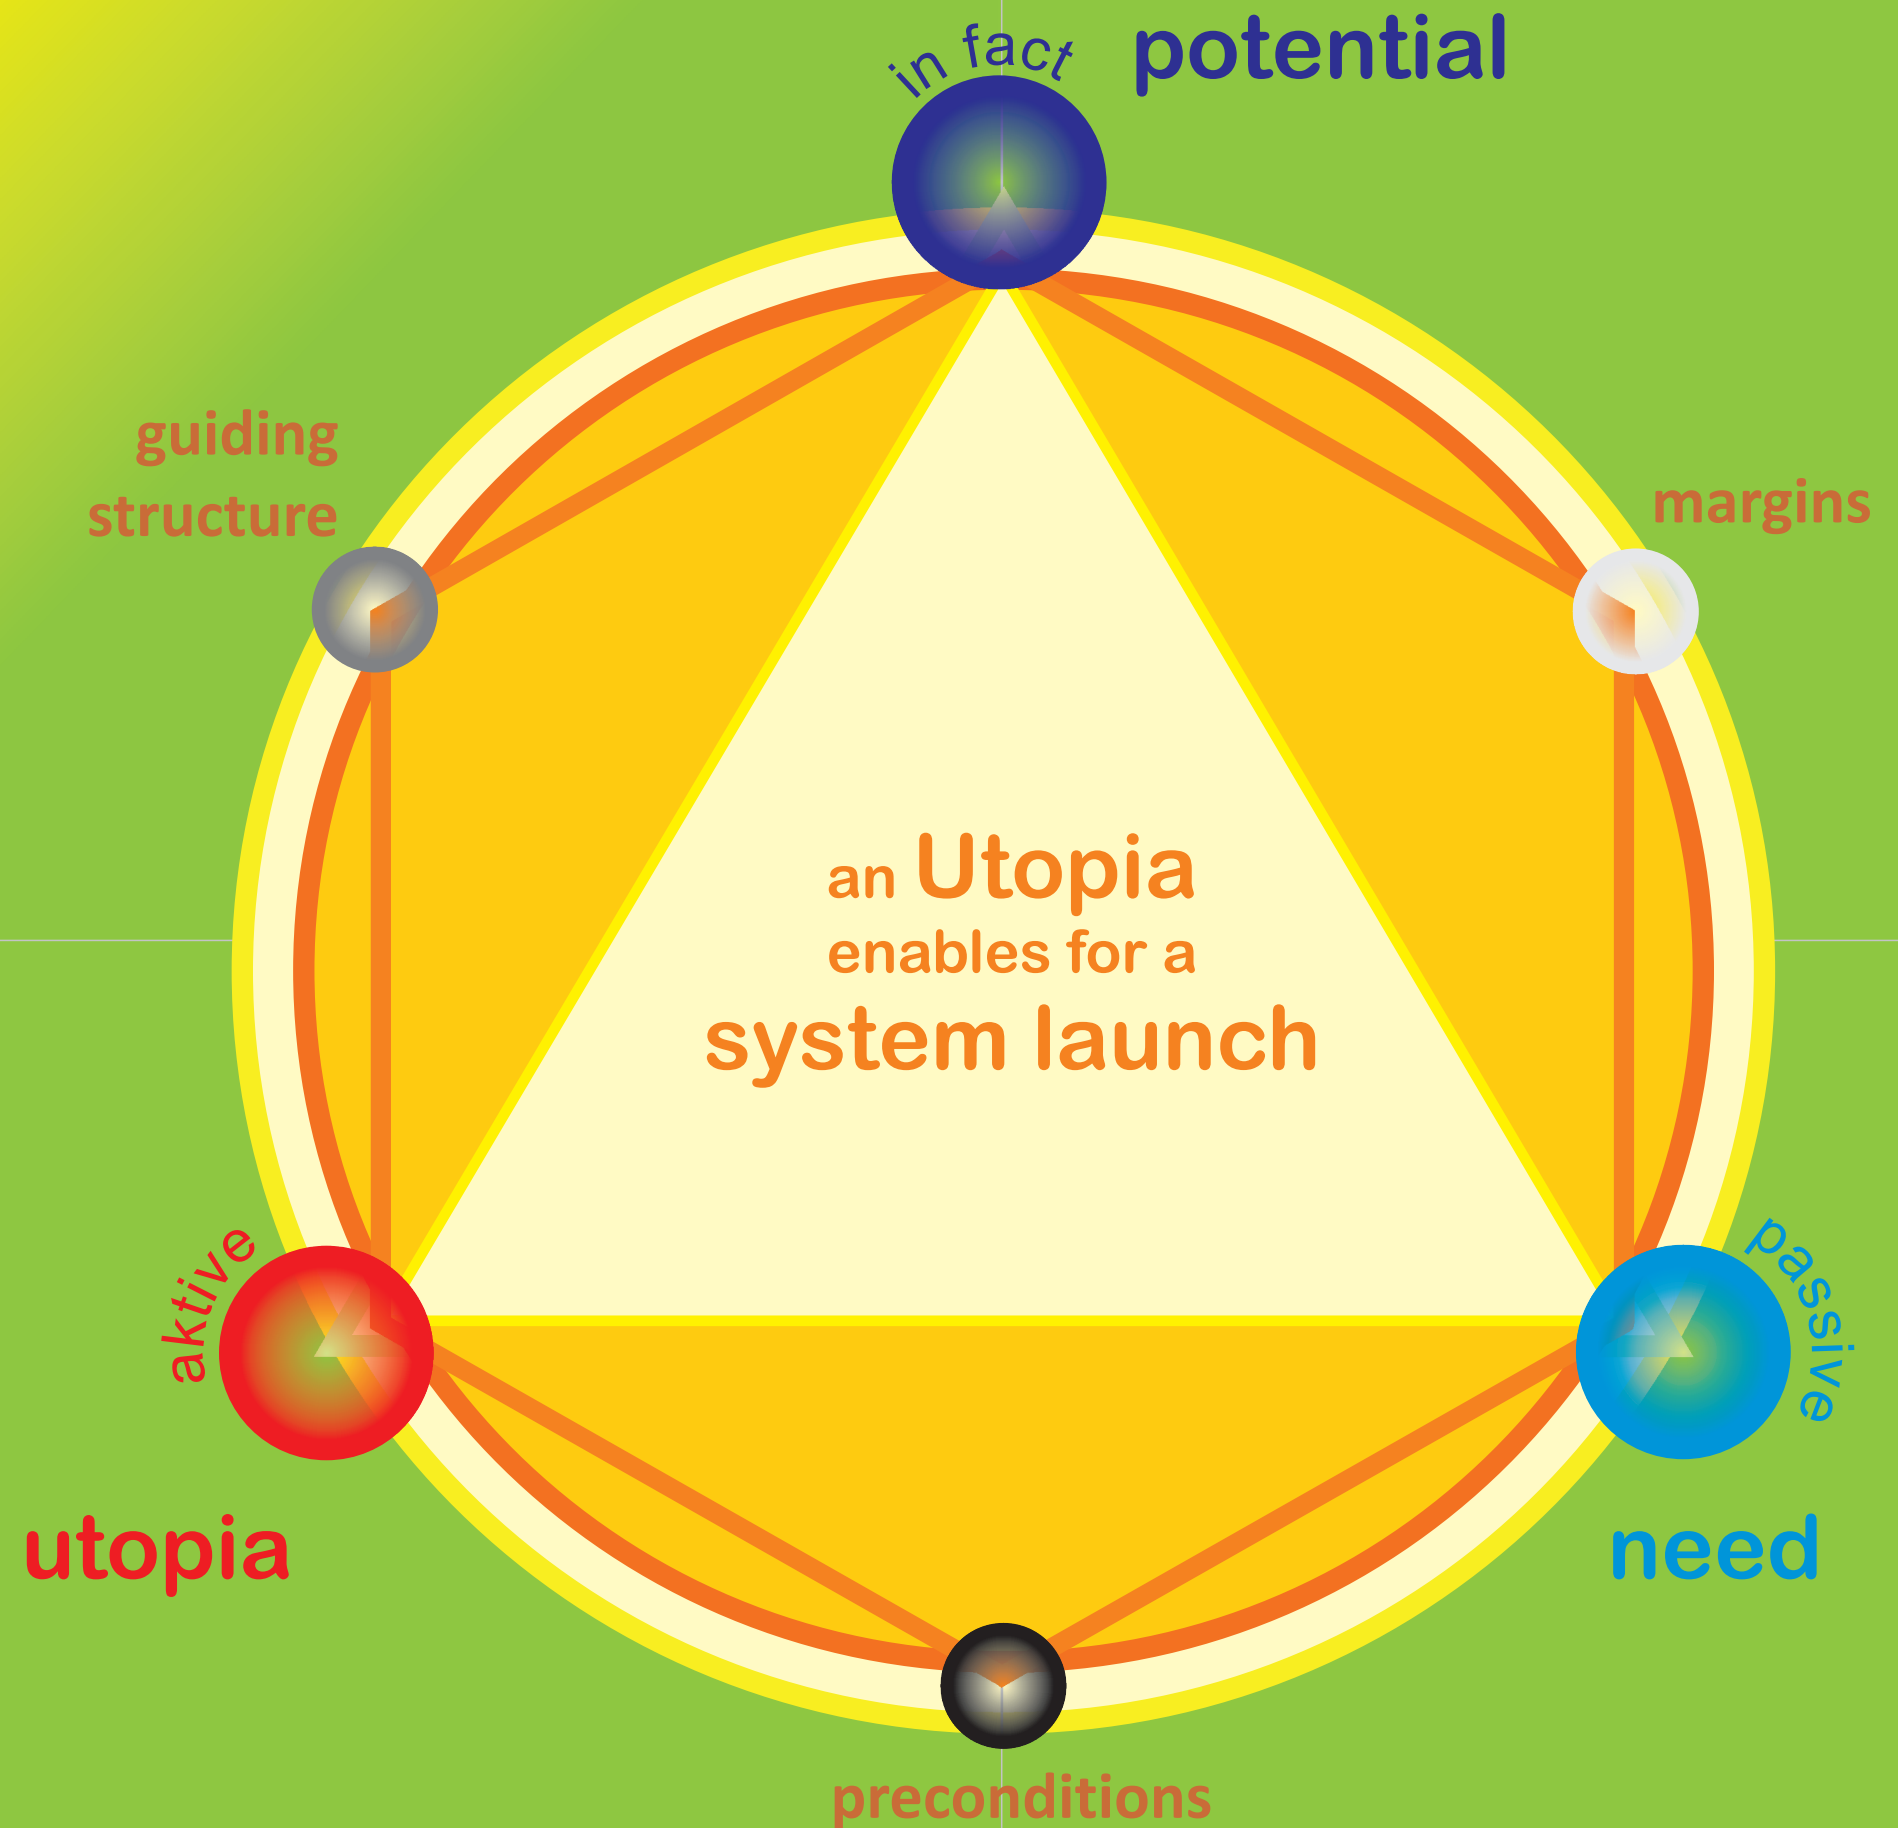 in fact
potential
guiding
structure
margins
an Utopia
enables for a
system launch
aktive
passive
utopia
need
preconditions